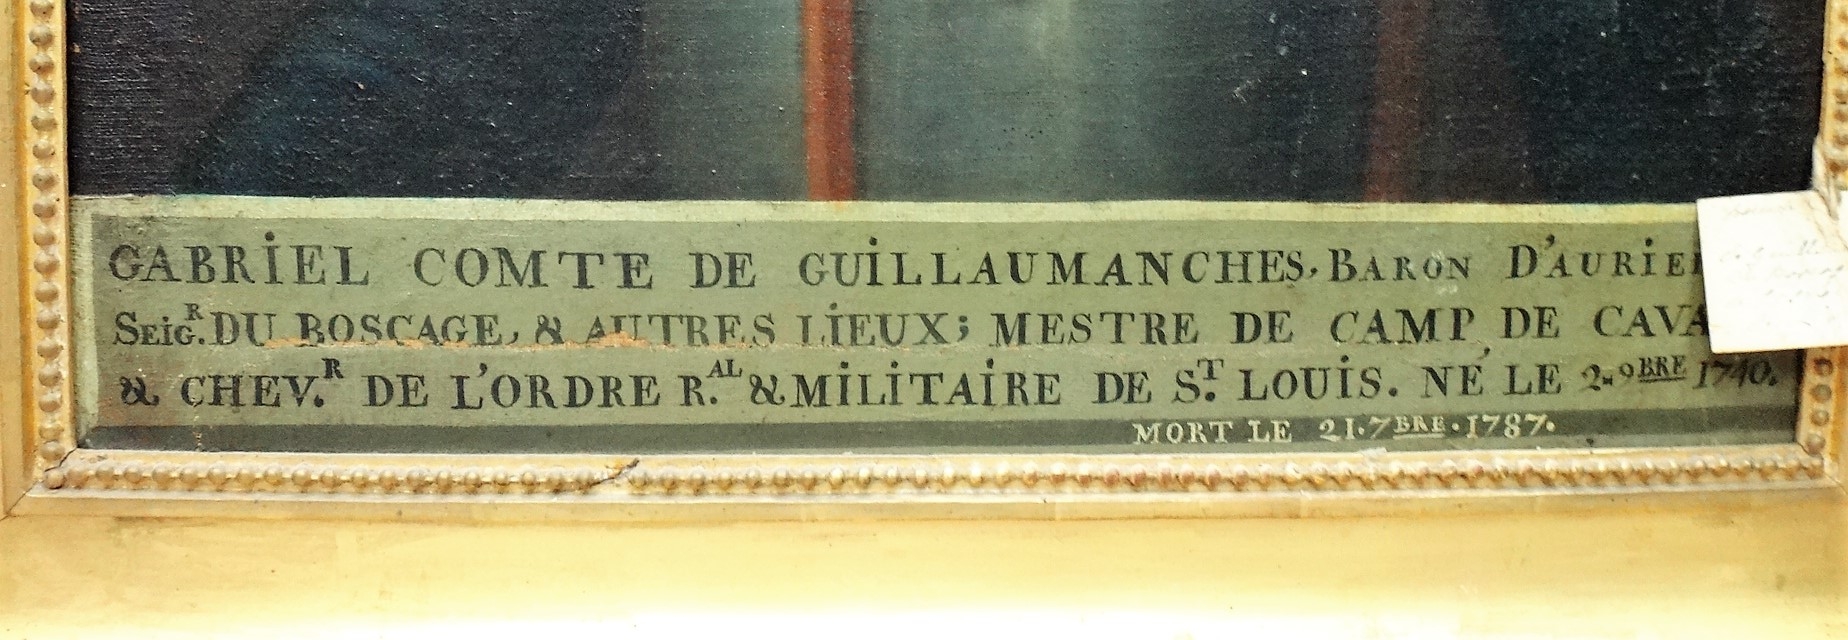 GABRIEL COMTE DE GUILLAUMANCHES, BARON D'AURIE
SEIG.R DU BOSCAGE, & AUTRES LIEUX; MESTRE DE CAMP DE CAVA
& CHEV.R DE L'ORDRE R.AL & MILITAIRE DE S.T LOUIS. NÉ LE 2.9BRE 1740.
MORT LE 21.7BRE.1787.